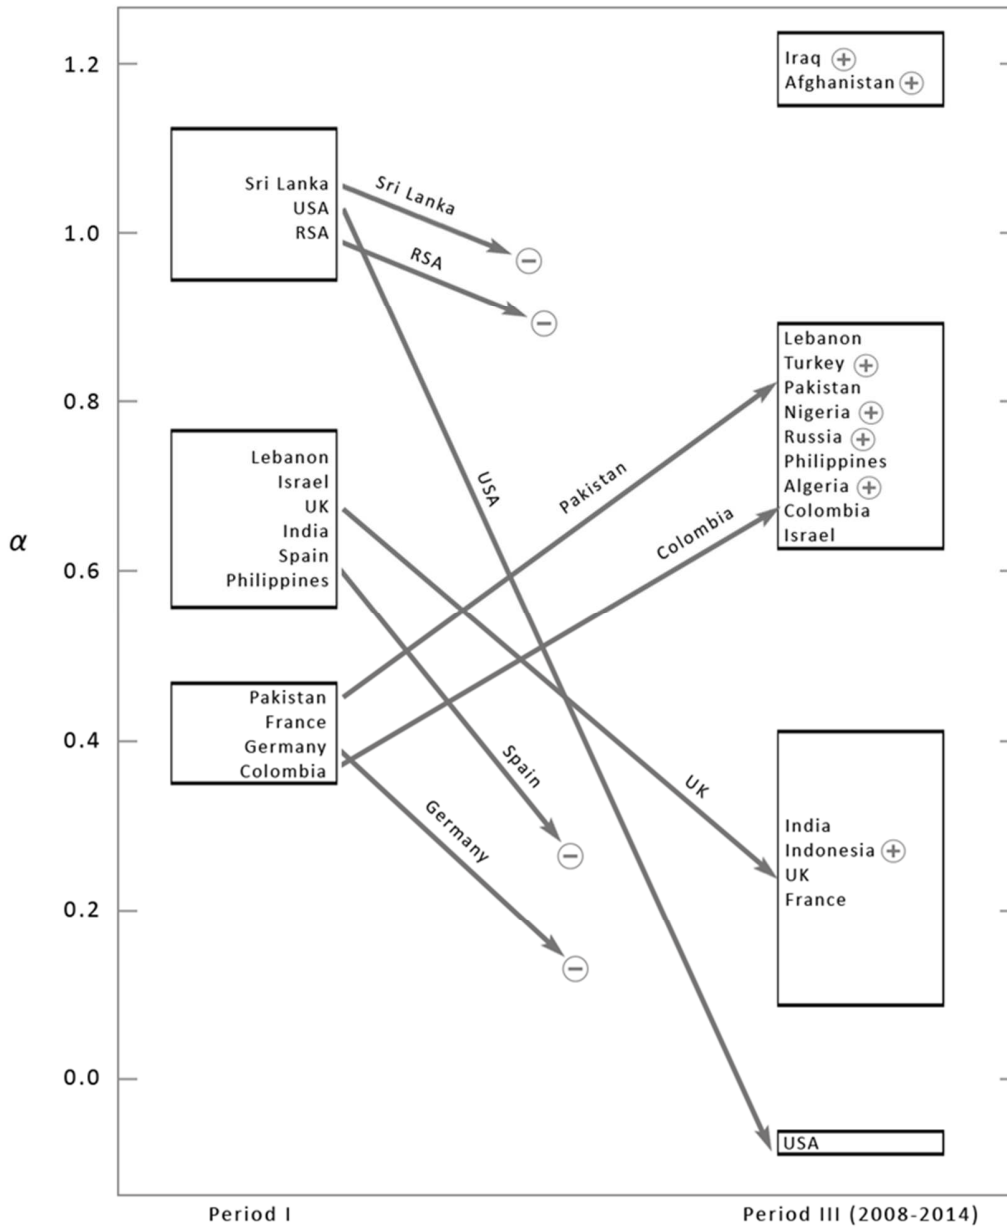 1.2
1.0
0.8
0.6
0.4
0.2
0.0
α
Sri Lanka
USA
RSA
Lebanon
Israel
UK
India
Spain
Philippines
Pakistan
France
Germany
Colombia
Sri Lanka
RSA
USA
Pakistan
Colombia
Spain
UK
Germany
Iraq +
Afghanistan +
Lebanon
Turkey +
Pakistan
Nigeria +
Russia +
Philippines
Algeria +
Colombia
Israel
India
Indonesia +
UK
France
USA
−
−
−
−
Period I
Period III (2008-2014)